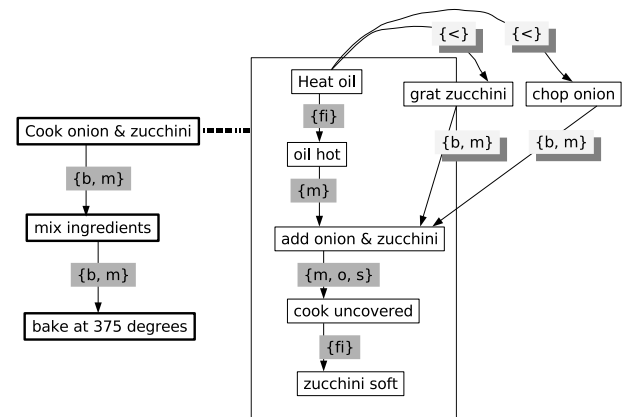 {<}
{<}
Heat oil
grat zucchini
chop onion
{fi}
Cook onion & zucchini
{b, m}
{b, m}
oil hot
{b, m}
{m}
mix ingredients
add onion & zucchini
{b, m}
{m, o, s}
cook uncovered
bake at 375 degrees
{fi}
zucchini soft